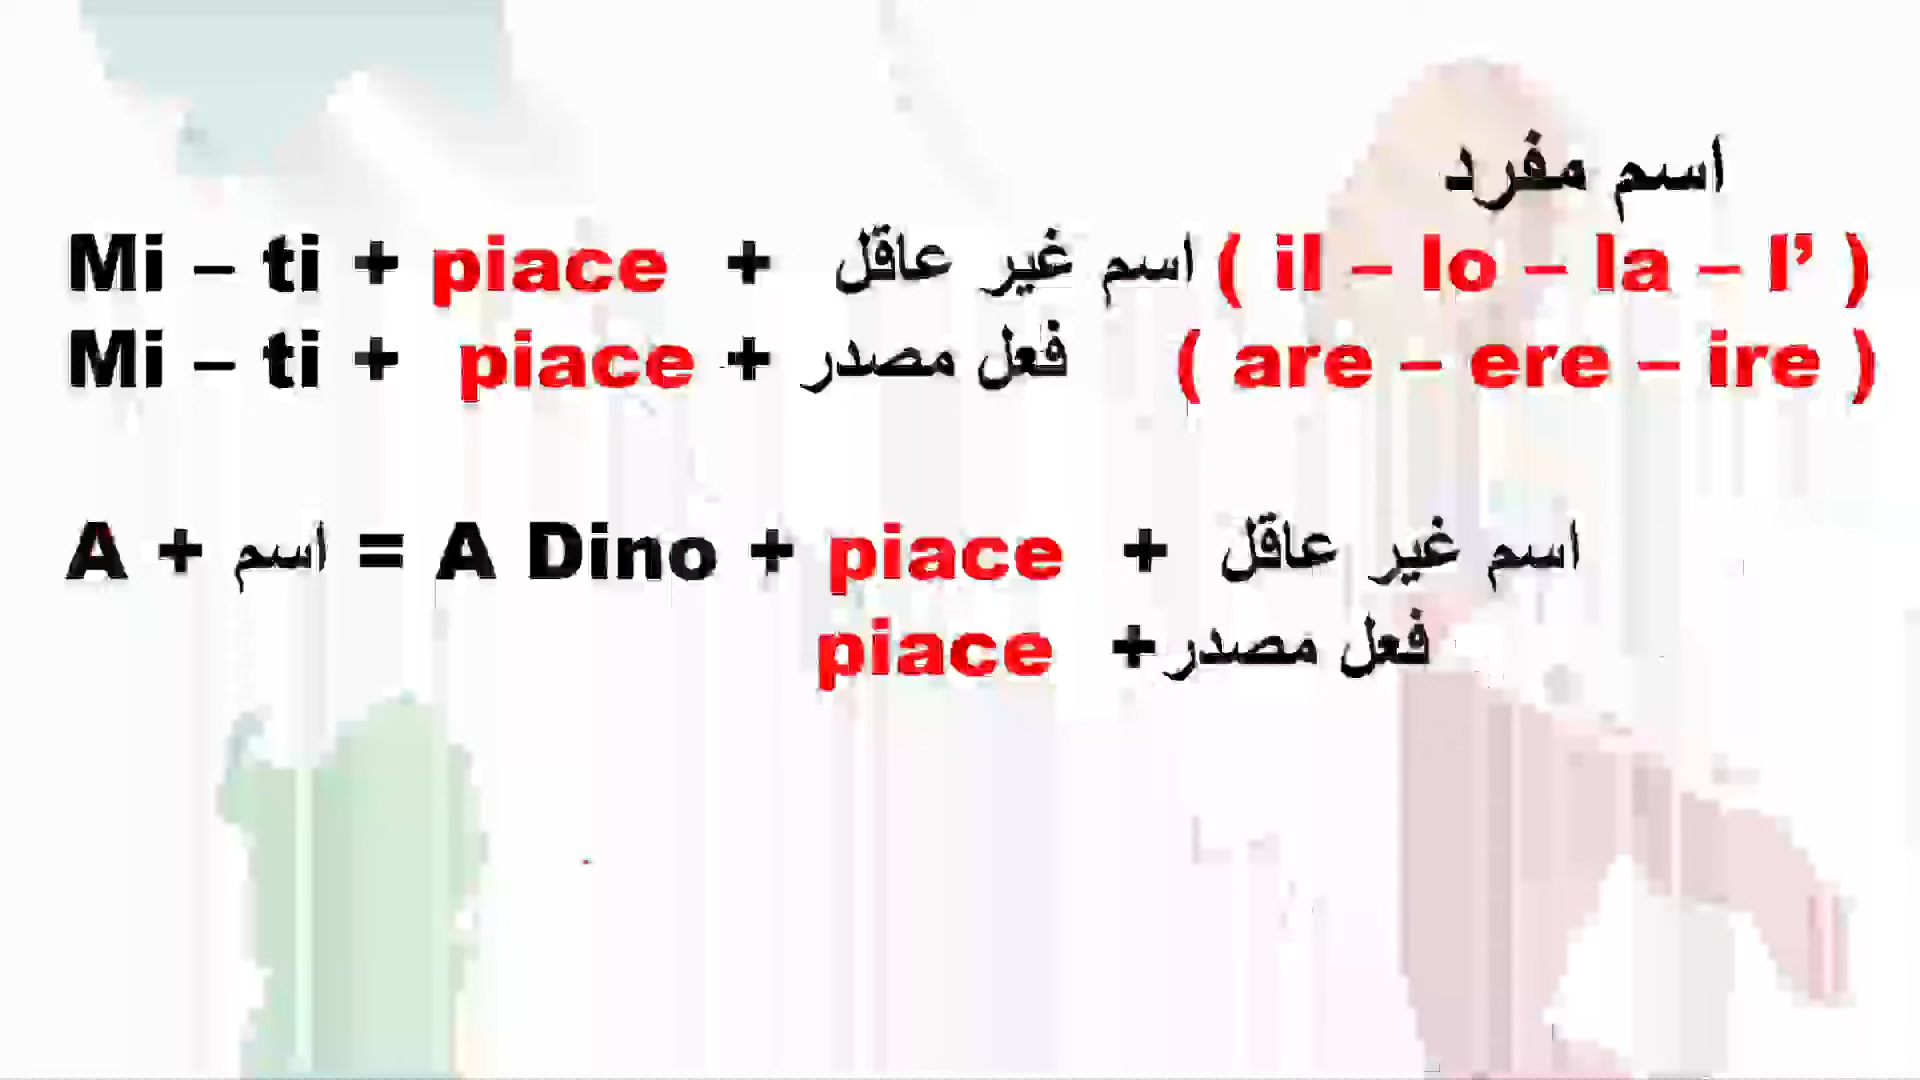 اسم مفرد
Mi – ti + piace + اسم غير عاقل ( il – lo – la – l’ )
Mi – ti + piace + فعل مصدر ( are – ere – ire )
A + اسم = A Dino + piace + اسم غير عاقل
piace + فعل مصدر